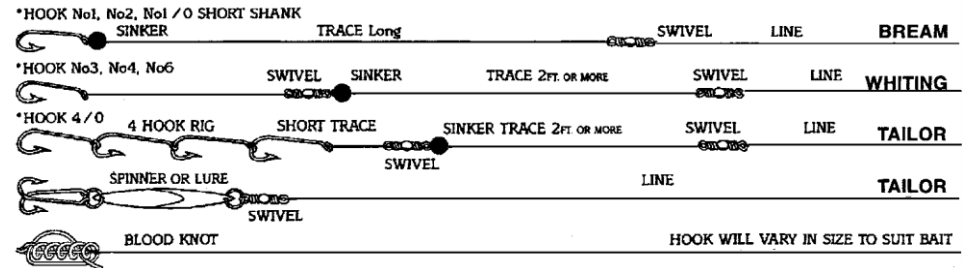 *HOOK No1, No2, No1 /0 SHORT SHANK
SINKER TRACE Long SWIVEL LINE BREAM
*HOOK No3, No4, No6
SWIVEL SINKER TRACE 2FT. OR MORE SWIVEL LINE WHITING
*HOOK 4/0
4 HOOK RIG SHORT TRACE SINKER TRACE 2FT. OR MORE SWIVEL LINE TAILOR
SWIVEL
SPINNER OR LURE LINE TAILOR
SWIVEL
BLOOD KNOT HOOK WILL VARY IN SIZE TO SUIT BAIT